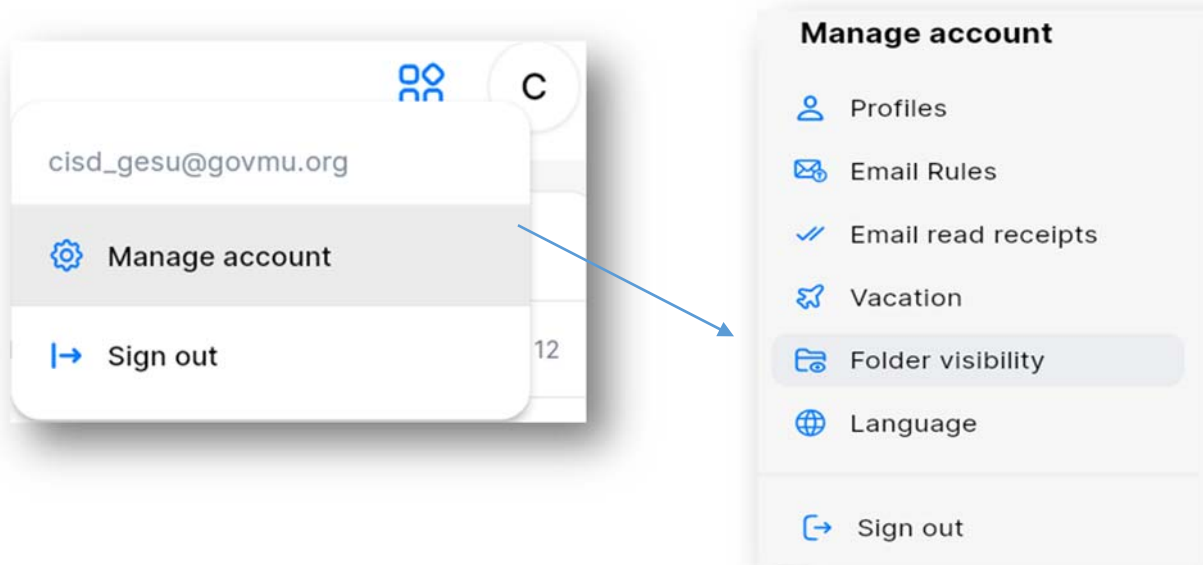 C
cisd_gesu@govmu.org
Manage account
Sign out
12
Manage account
Profiles
Email Rules
Email read receipts
Vacation
Folder visibility
Language
Sign out